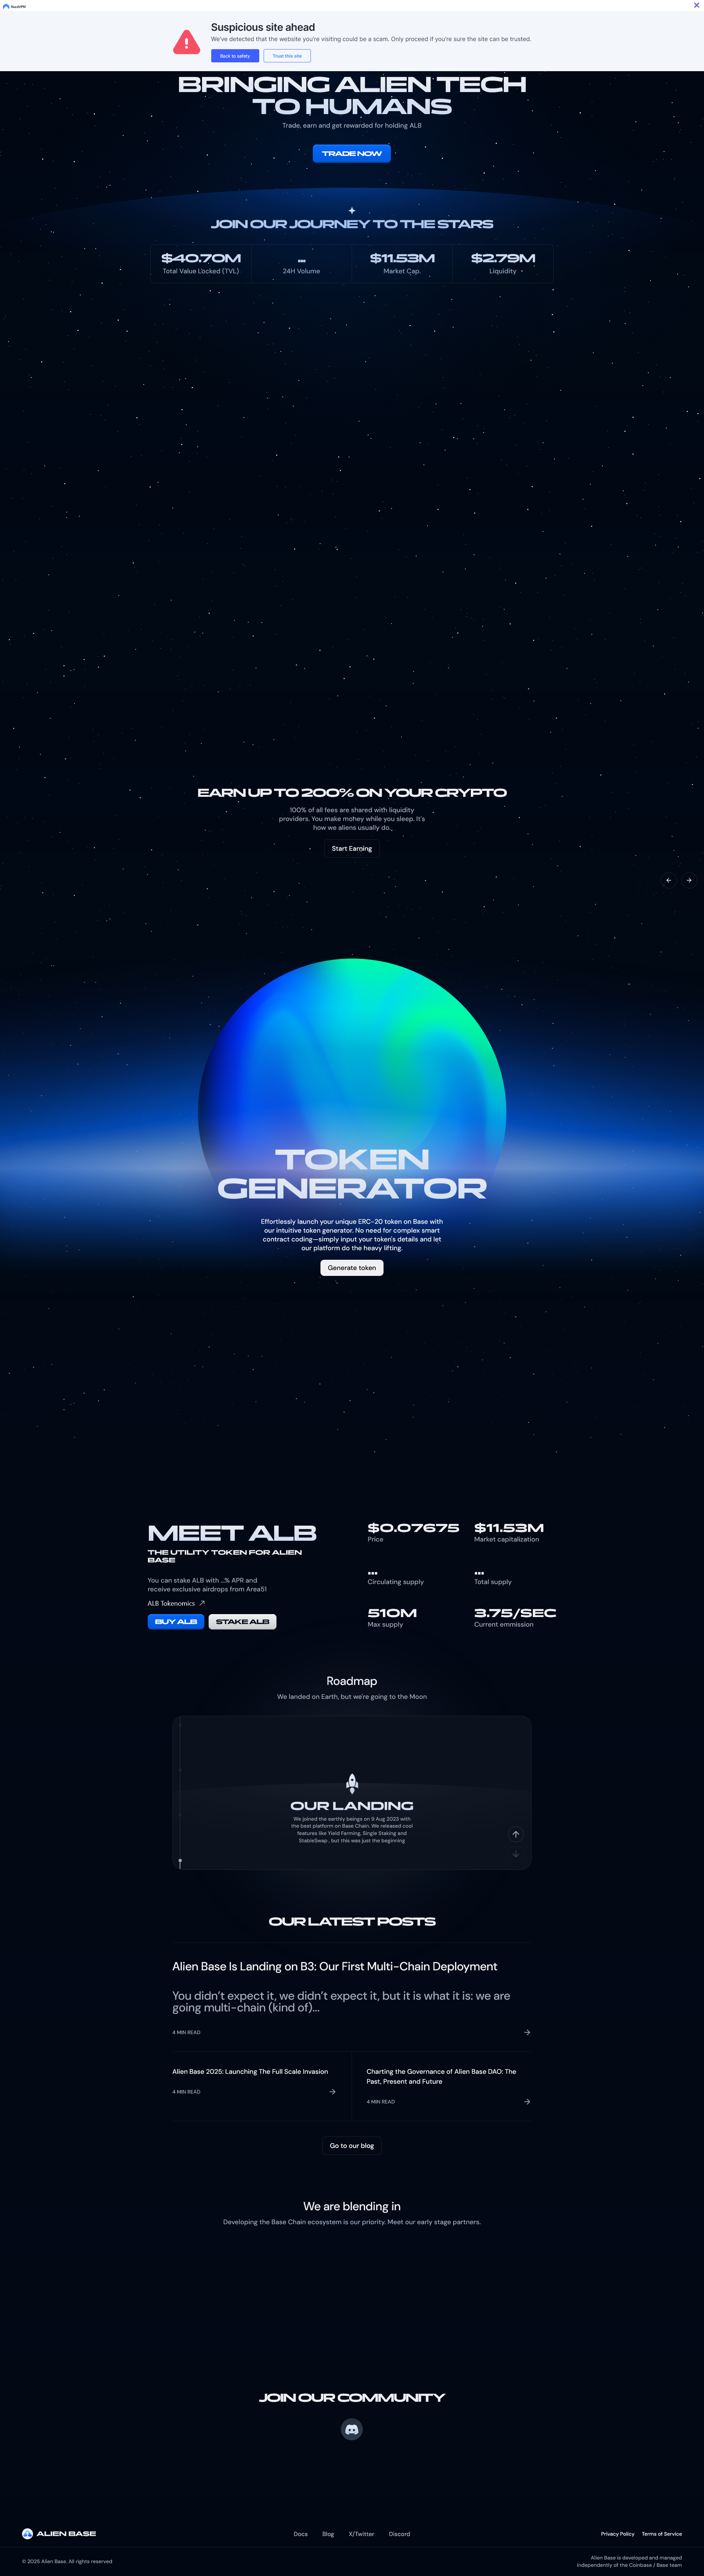 NordVPN
Suspicious site ahead
We've detected that the website you're visiting could be a scam. Only proceed if you're sure the site can be trusted.
Back to safety
Trust this site
BRINGING ALIEN TECH
TO HUMANS
Trade, earn and get rewarded for holding ALB
TRADE NOW
JOIN OUR JOURNEY TO THE STARS
$40.70M
Total Value Locked (TVL)
...
24H Volume
$11.53M
Market Cap.
$2.79M
Liquidity
EARN UP TO 200% ON YOUR CRYPTO
100% of all fees are shared with liquidity
providers. You make money while you sleep. It's
how we aliens usually do.
Start Earning
TOKEN
GENERATOR
Effortlessly launch your unique ERC-20 token on Base with
our intuitive token generator. No need for complex smart
contract coding—simply input your token's details and let
our platform do the heavy lifting.
Generate token
MEET ALB
THE UTILITY TOKEN FOR ALIEN
BASE
You can stake ALB with ...% APR and
receive exclusive airdrops from Area51
ALB Tokenomics
BUY ALB
STAKE ALB
$0.07675
Price
$11.53M
Market capitalization
...
Circulating supply
...
Total supply
510M
Max supply
3.75/SEC
Current emmission
Roadmap
We landed on Earth, but we're going to the Moon
OUR LANDING
We joined the earthly beings on 9 Aug 2023 with
the best platform on Base Chain. We released cool
features like Yield Farming, Single Staking and
StableSwap , but this was just the beginning
OUR LATEST POSTS
Alien Base Is Landing on B3: Our First Multi-Chain Deployment
You didn't expect it, we didn't expect it, but it is what it is: we are
going multi-chain (kind of)...
4 MIN READ
Alien Base 2025: Launching The Full Scale Invasion
4 MIN READ
Charting the Governance of Alien Base DAO: The
Past, Present and Future
4 MIN READ
Go to our blog
We are blending in
Developing the Base Chain ecosystem is our priority. Meet our early stage partners.
JOIN OUR COMMUNITY
ALIEN BASE
Docs
Blog
X/Twitter
Discord
Privacy Policy
Terms of Service
© 2025 Alien Base. All rights reserved
Alien Base is developed and managed
independently of the Coinbase / Base team